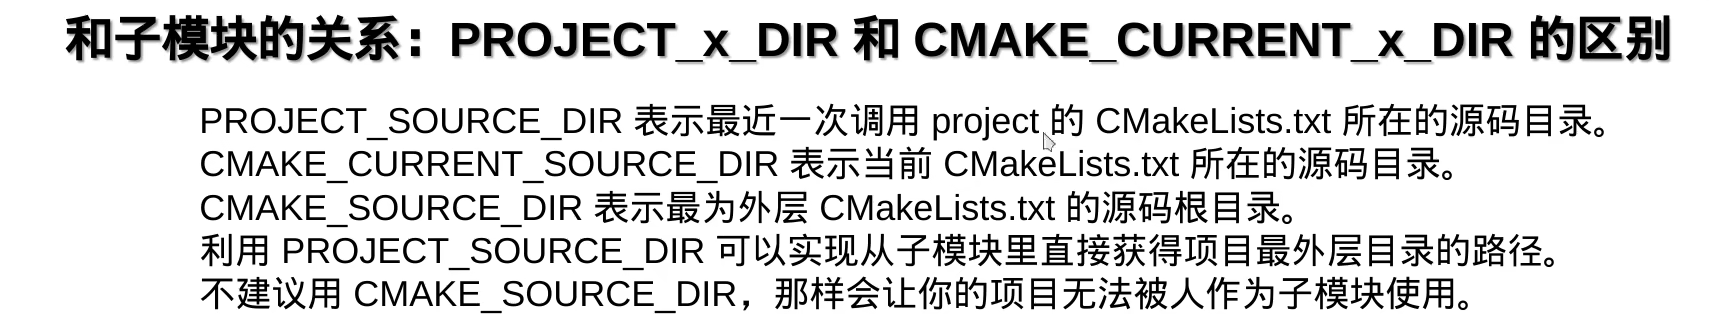 和子模块的关系：PROJECT_x_DIR 和 CMAKE_CURRENT_x_DIR 的区别
PROJECT_SOURCE_DIR 表示最近一次调用 project 的 CMakeLists.txt 所在的源码目录。
CMAKE_CURRENT_SOURCE_DIR 表示当前 CMakeLists.txt 所在的源码目录。
CMAKE_SOURCE_DIR 表示最为外层 CMakeLists.txt 的源码根目录。
利用 PROJECT_SOURCE_DIR 可以实现从子模块里直接获得项目最外层目录的路径。
不建议用 CMAKE_SOURCE_DIR，那样会让你的项目无法被人作为子模块使用。